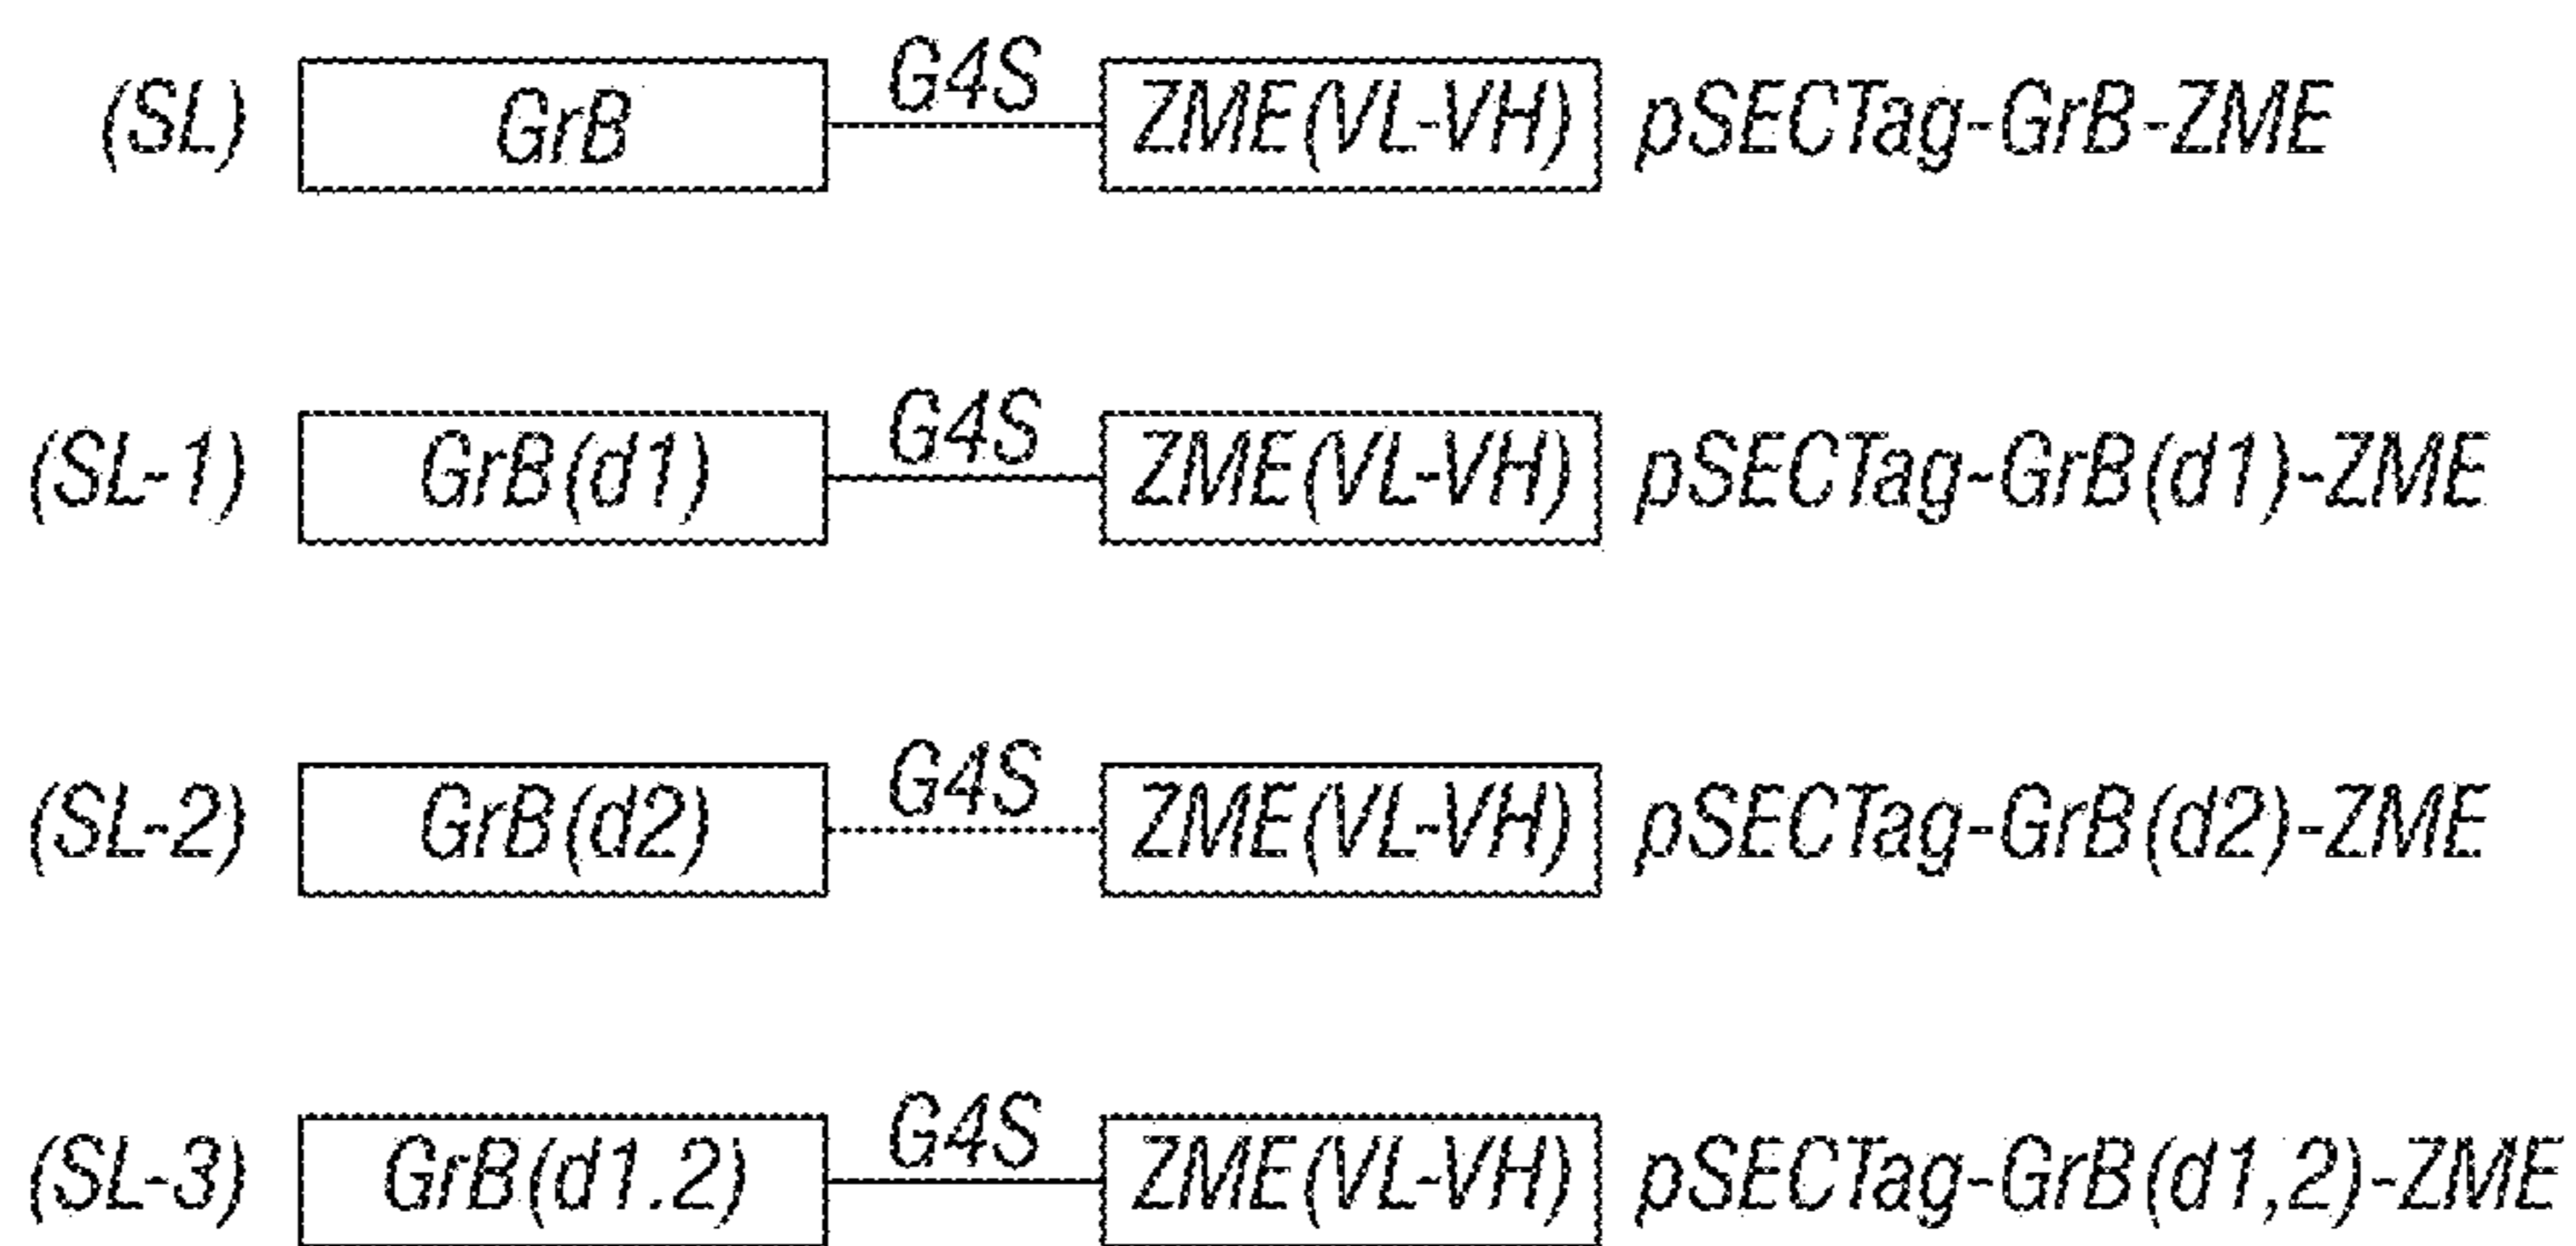 (SL) GrB G4S ZME(VL-VH) pSECTag-GrB-ZME
(SL-1) GrB(d1) G4S ZME(VL-VH) pSECTag-GrB(d1)-ZME
(SL-2) GrB(d2) G4S ZME(VL-VH) pSECTag-GrB(d2)-ZME
(SL-3) GrB(d1.2) G4S ZME(VL-VH) pSECTag-GrB(d1,2)-ZME